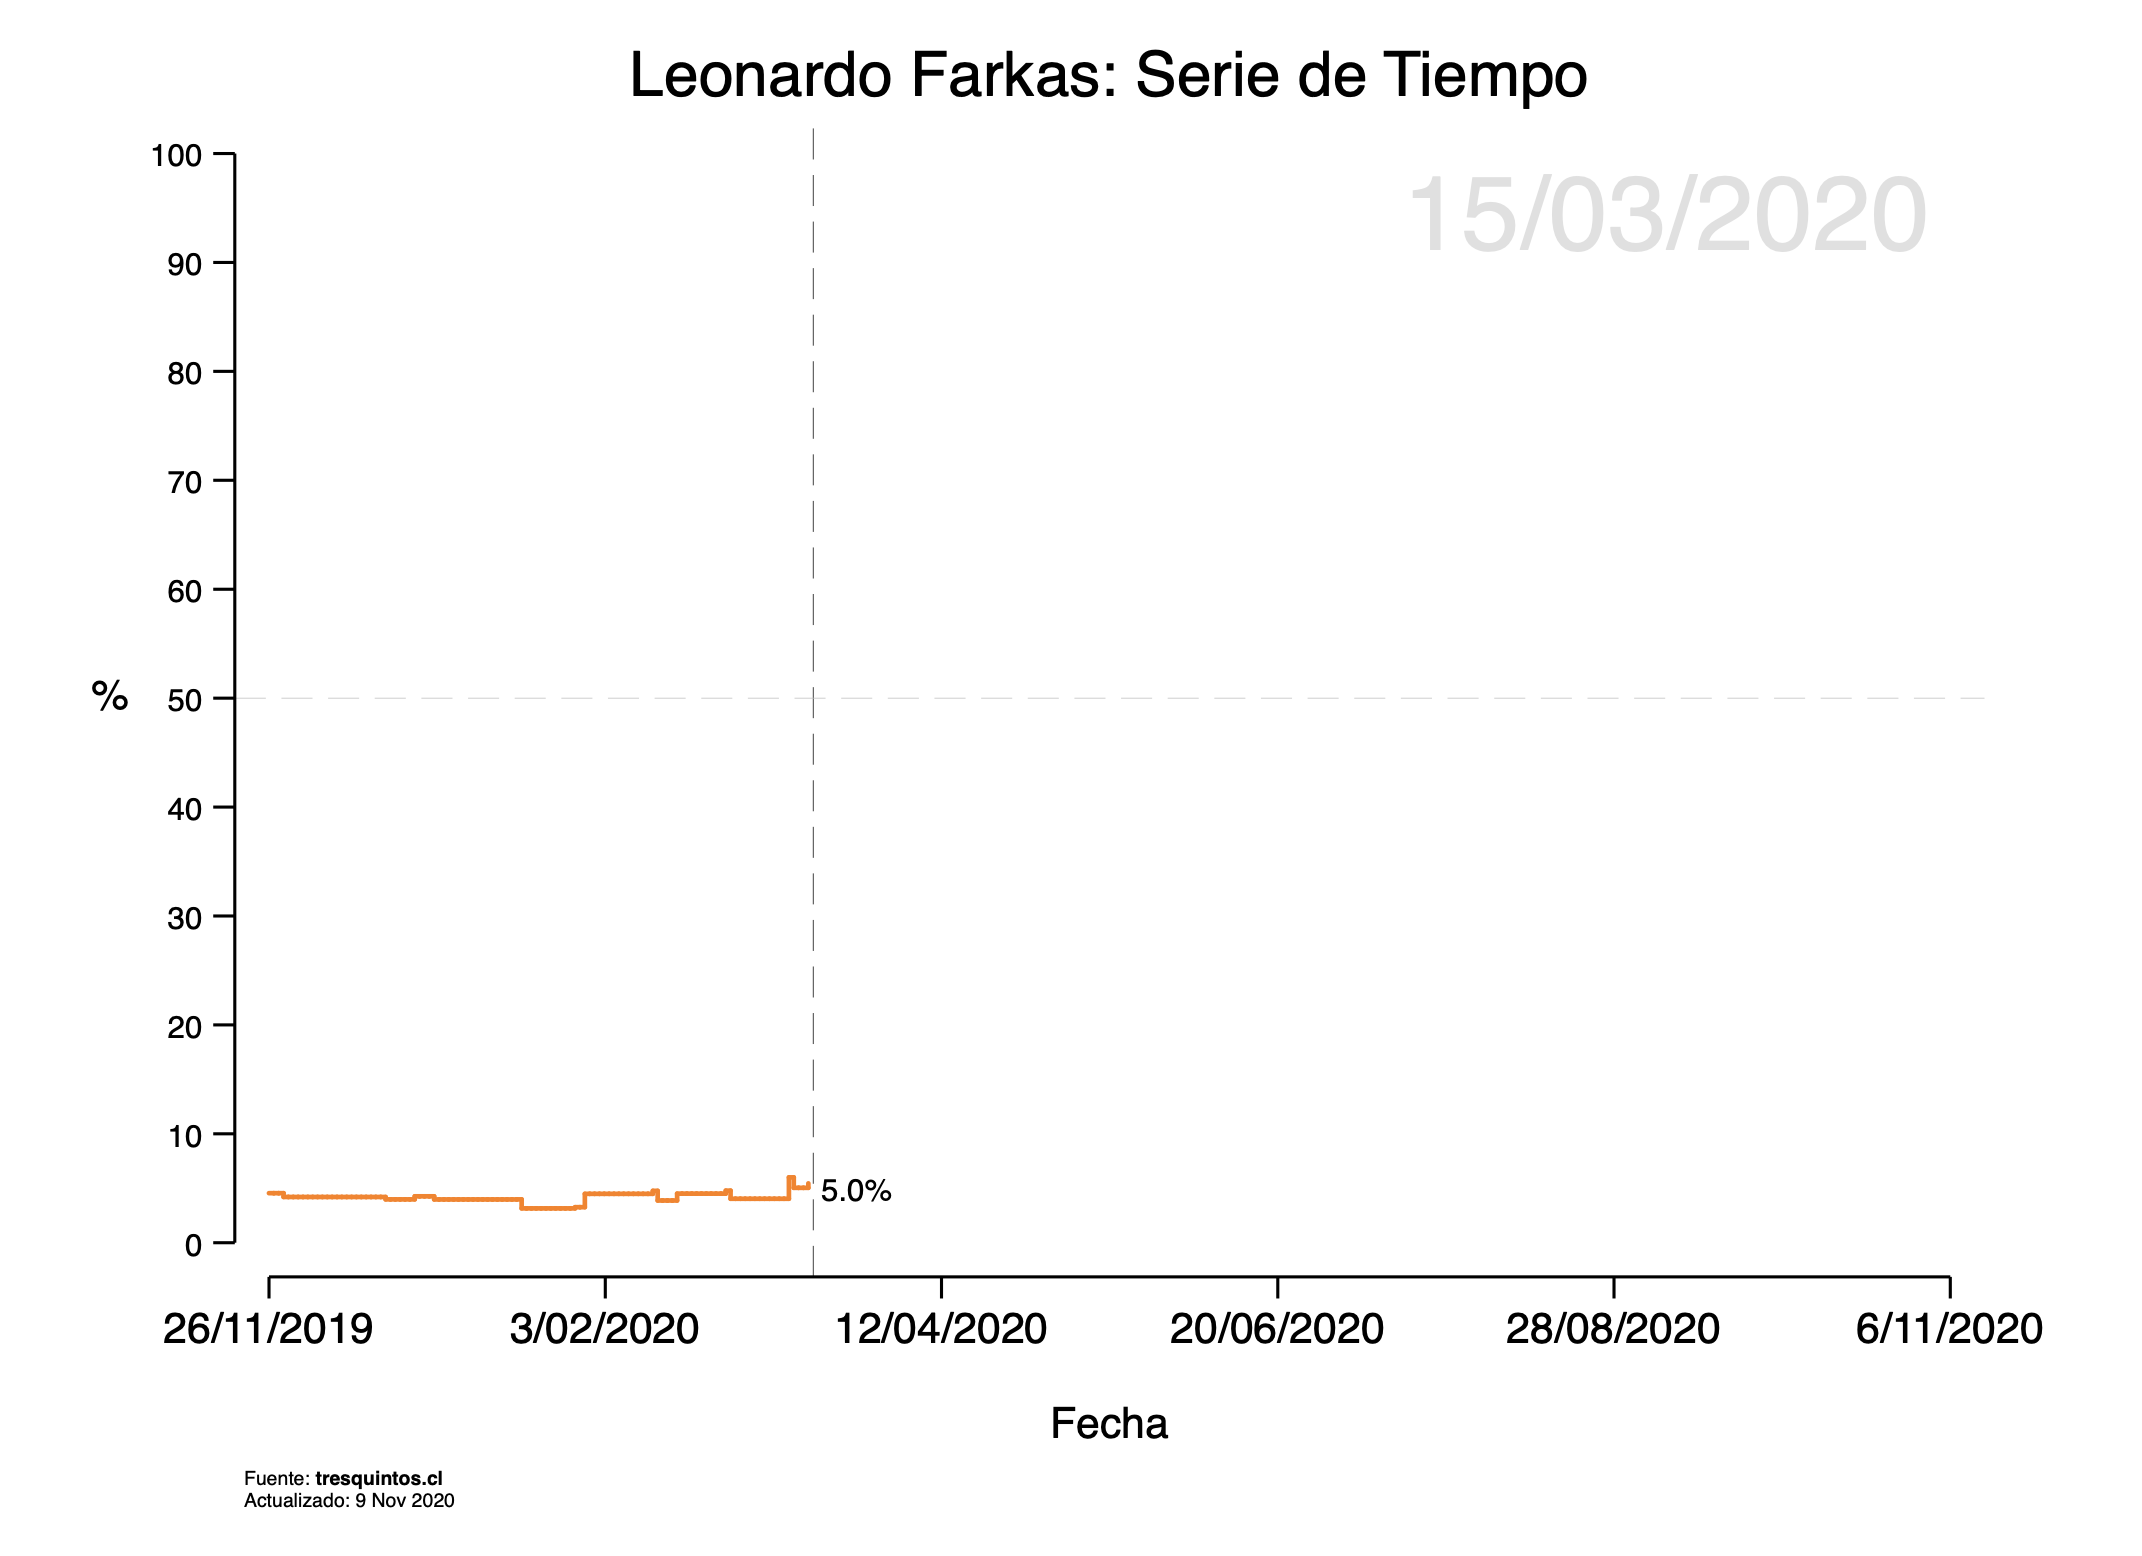 Leonardo Farkas: Serie de Tiempo
15/03/2020
100
90
80
70
60
50
40
30
20
10
0
%
5.0%
26/11/2019 3/02/2020 12/04/2020 20/06/2020 28/08/2020 6/11/2020
Fecha
Fuente: tresquintos.cl
Actualizado: 9 Nov 2020